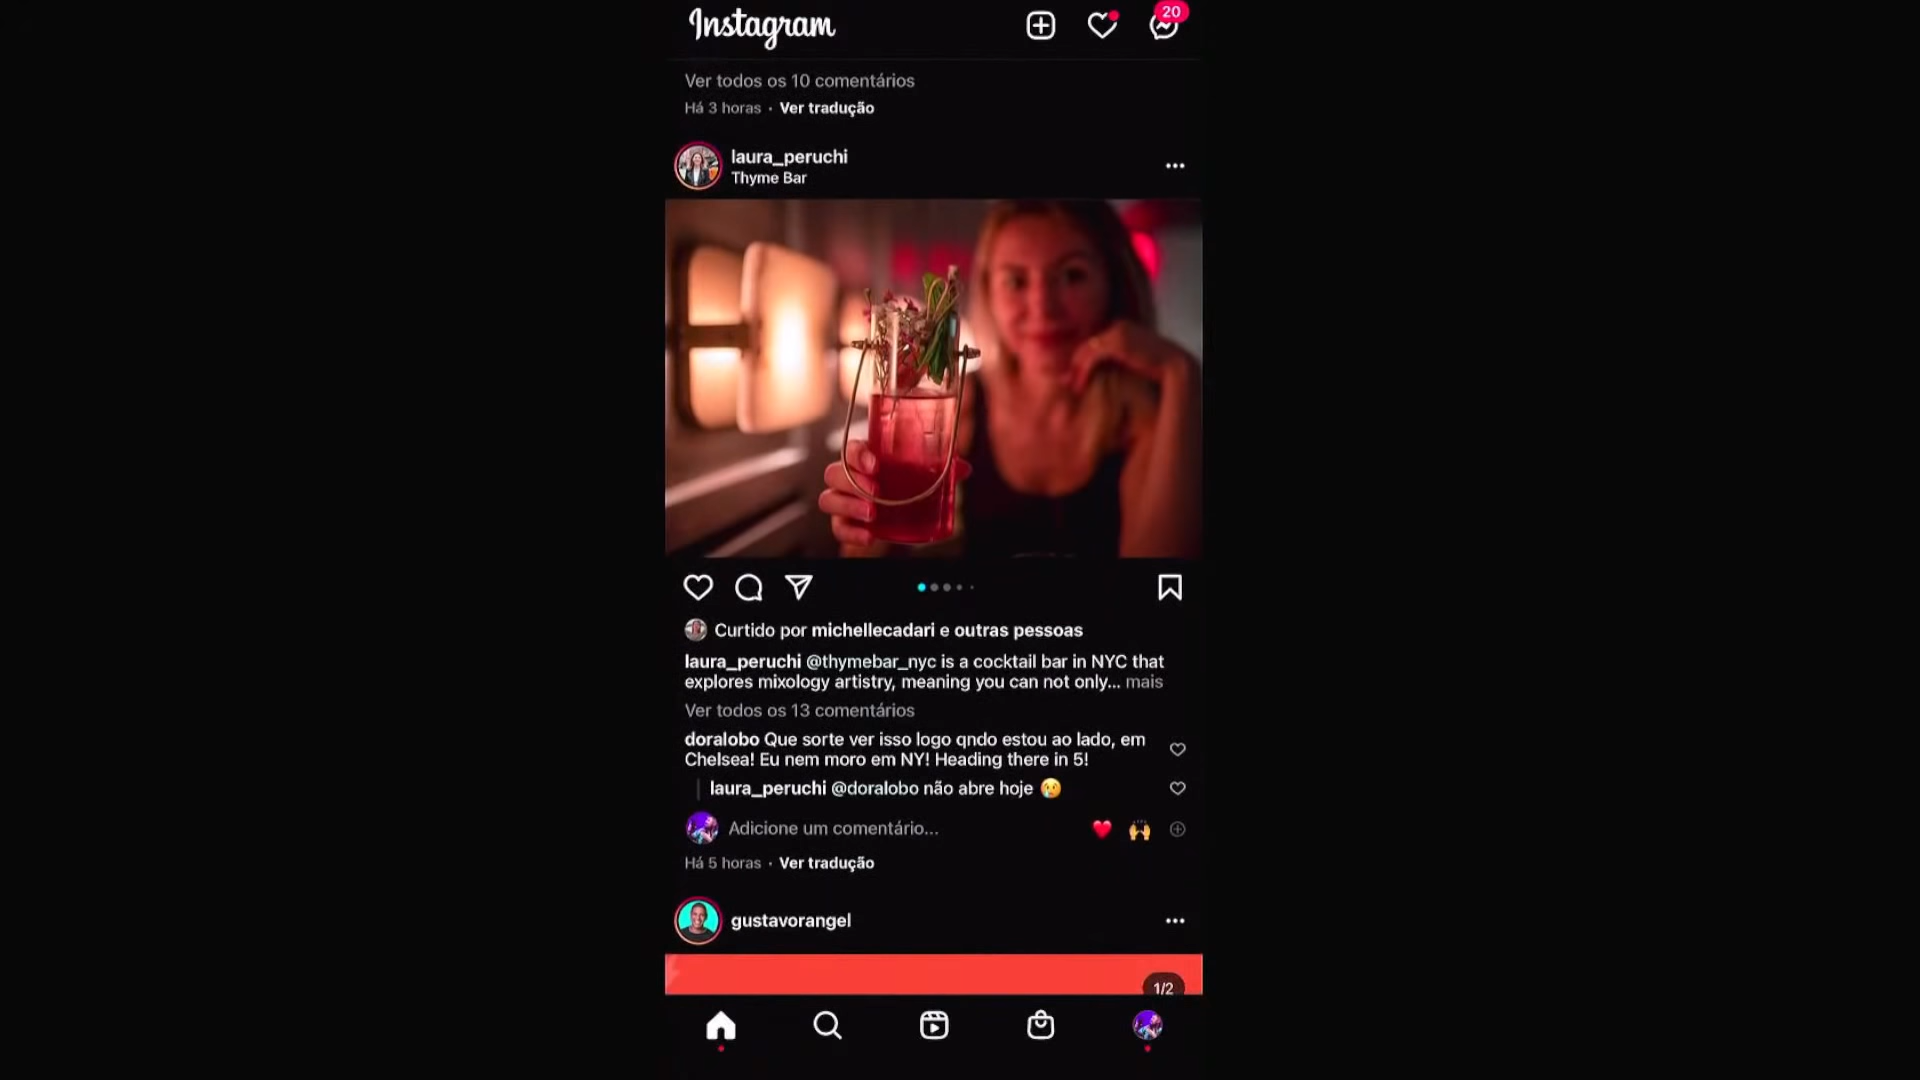 Instagram
20
Ver todos os 10 comentários
Há 3 horas · Ver tradução
laura_peruchi
Thyme Bar
Curtido por michellecadari e outras pessoas
laura_peruchi @thymebar_nyc is a cocktail bar in NYC that
explores mixology artistry, meaning you can not only... mais
Ver todos os 13 comentários
doralobo Que sorte ver isso logo qndo estou ao lado, em
Chelsea! Eu nem moro em NY! Heading there in 5!
laura_peruchi @doralobo não abre hoje 😢
Adicione um comentário...
Há 5 horas · Ver tradução
gustavorangel
1/2